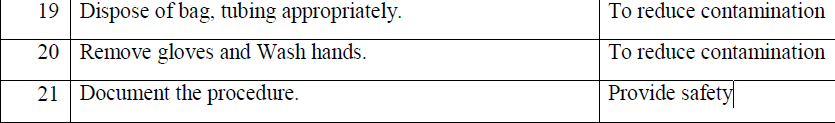 19 Dispose of bag, tubing appropriately. To reduce contamination
20 Remove gloves and Wash hands. To reduce contamination
21 Document the procedure. Provide safety